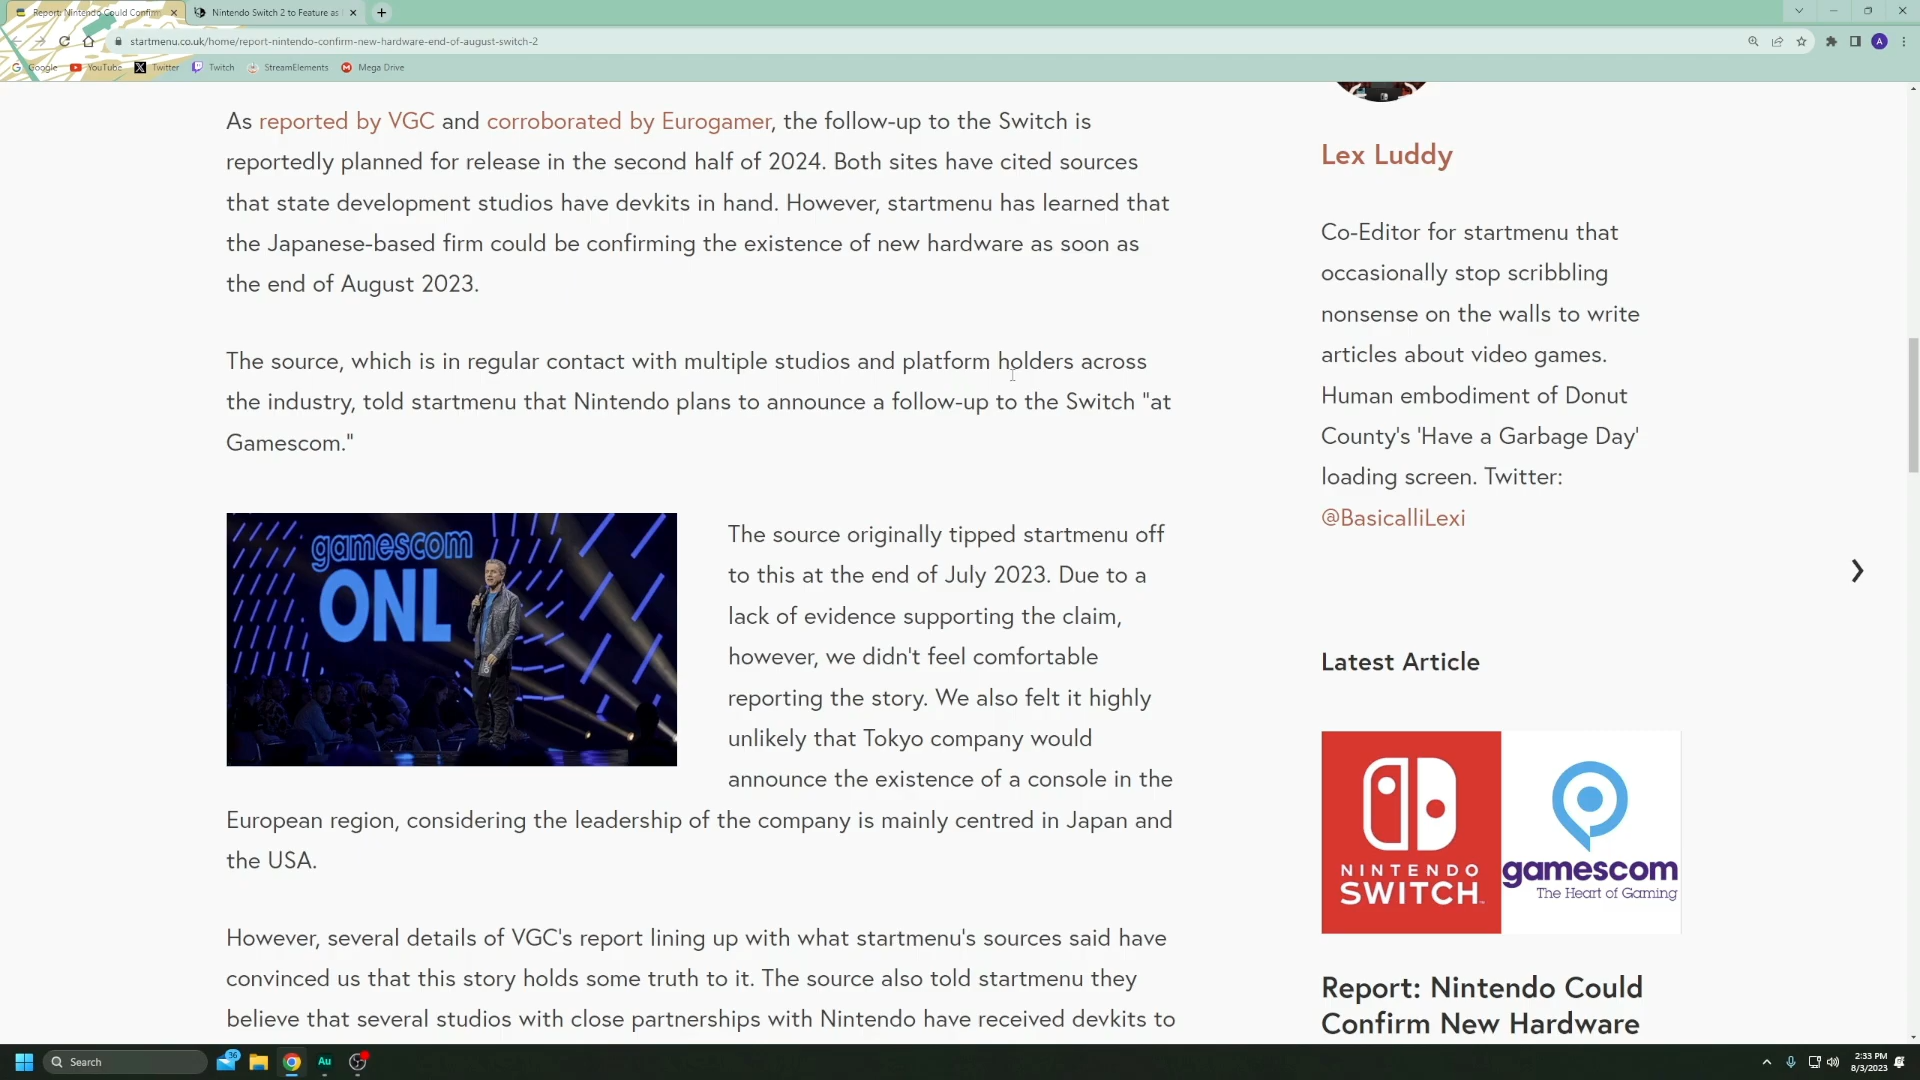 Report: Nintendo Could Confirm
Nintendo Switch 2 to Feature as
startmenu.co.uk/home/report-nintendo-confirm-new-hardware-end-of-august-switch-2
A
Google
YouTube
Twitter
Twitch
StreamElements
Mega Drive
As reported by VGC and corroborated by Eurogamer, the follow-up to the Switch is
reportedly planned for release in the second half of 2024. Both sites have cited sources
that state development studios have devkits in hand. However, startmenu has learned that
the Japanese-based firm could be confirming the existence of new hardware as soon as
the end of August 2023.
The source, which is in regular contact with multiple studios and platform holders across
the industry, told startmenu that Nintendo plans to announce a follow-up to the Switch "at
Gamescom."
gamescom
ONL
The source originally tipped startmenu off
to this at the end of July 2023. Due to a
lack of evidence supporting the claim,
however, we didn't feel comfortable
reporting the story. We also felt it highly
unlikely that Tokyo company would
announce the existence of a console in the
European region, considering the leadership of the company is mainly centred in Japan and
the USA.
However, several details of VGC's report lining up with what startmenu's sources said have
convinced us that this story holds some truth to it. The source also told startmenu they
believe that several studios with close partnerships with Nintendo have received devkits to
Lex Luddy
Co-Editor for startmenu that
occasionally stop scribbling
nonsense on the walls to write
articles about video games.
Human embodiment of Donut
County's 'Have a Garbage Day'
loading screen. Twitter:
@BasicalliLexi
Latest Article
NINTENDO
SWITCH
gamescom
The Heart of Gaming
Report: Nintendo Could
Confirm New Hardware
Search
36
Au
2:33 PM
8/3/2023